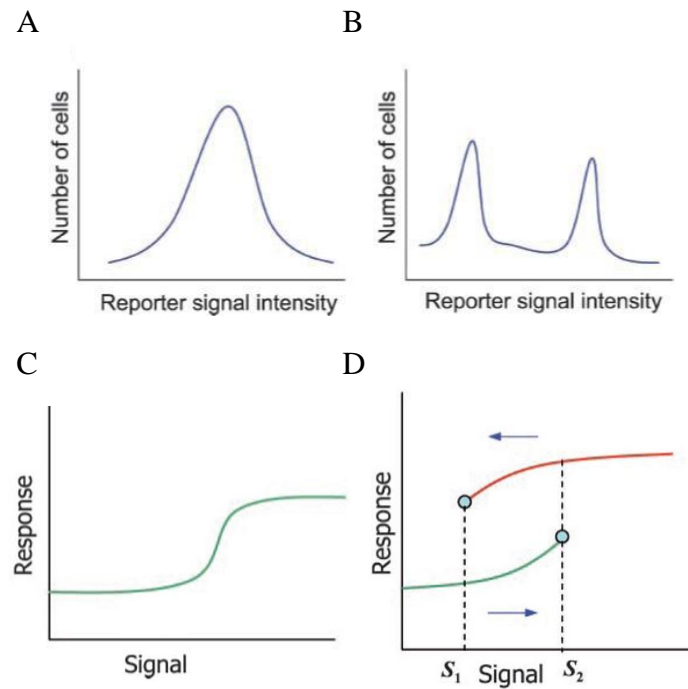 A
B
Number of cells
Reporter signal intensity
Number of cells
Reporter signal intensity
C
D
Response
Signal
Response
S₁ Signal S₂